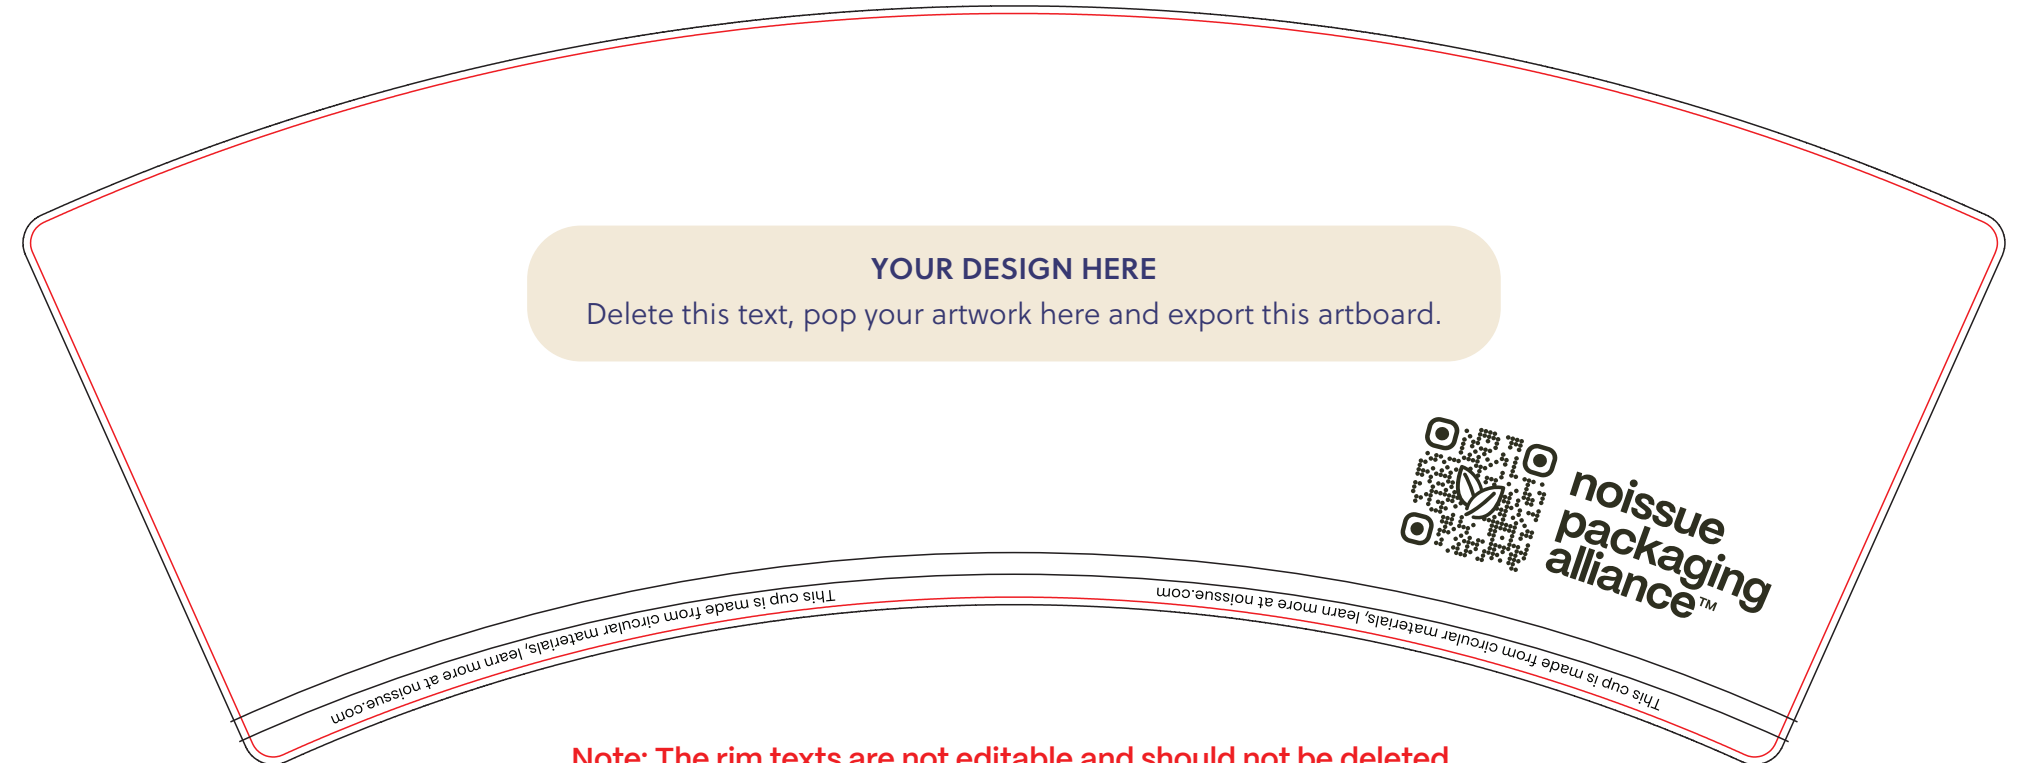 YOUR DESIGN HERE
Delete this text, pop your artwork here and export this artboard.
noissue
packaging
alliance™
This cup is made from circular materials, learn more at noissue.com
This cup is made from circular materials, learn more at noissue.com
Note: The rim texts are not editable and should not be deleted